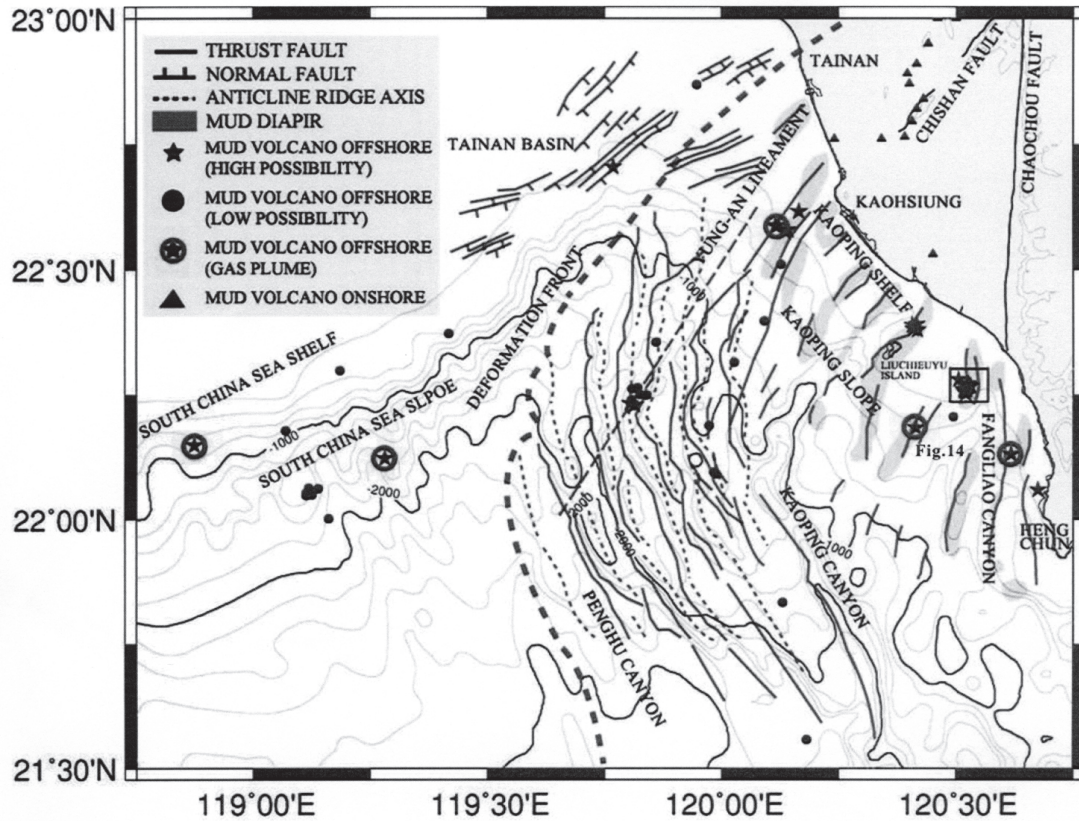 23°00'N
22°30'N
22°00'N
21°30'N
THRUST FAULT
NORMAL FAULT
ANTICLINE RIDGE AXIS
MUD DIAPIR
MUD VOLCANO OFFSHORE
(HIGH POSSIBILITY)
MUD VOLCANO OFFSHORE
(LOW POSSIBILITY)
MUD VOLCANO OFFSHORE
(GAS PLUME)
MUD VOLCANO ONSHORE
TAINAN
CHISHAN FAULT
CHAOCHOU FAULT
TAINAN BASIN
YUNG-AN LINEAMENT
KAOHSIUNG
KAOPING SHELF
KAOPING SLOPE
DEFORMATION FRONT
-1000
LIUCHIEUYU
ISLAND
SOUTH CHINA SEA SHELF
-1000
SOUTH CHINA SEA SLPOE
-2000
Fig.14
FANGLIAO CANYON
HENG
CHUN
KAOPING CANYON
1000
-2000
-2000
PENGHU CANYON
119°00'E
119°30'E
120°00'E
120°30'E